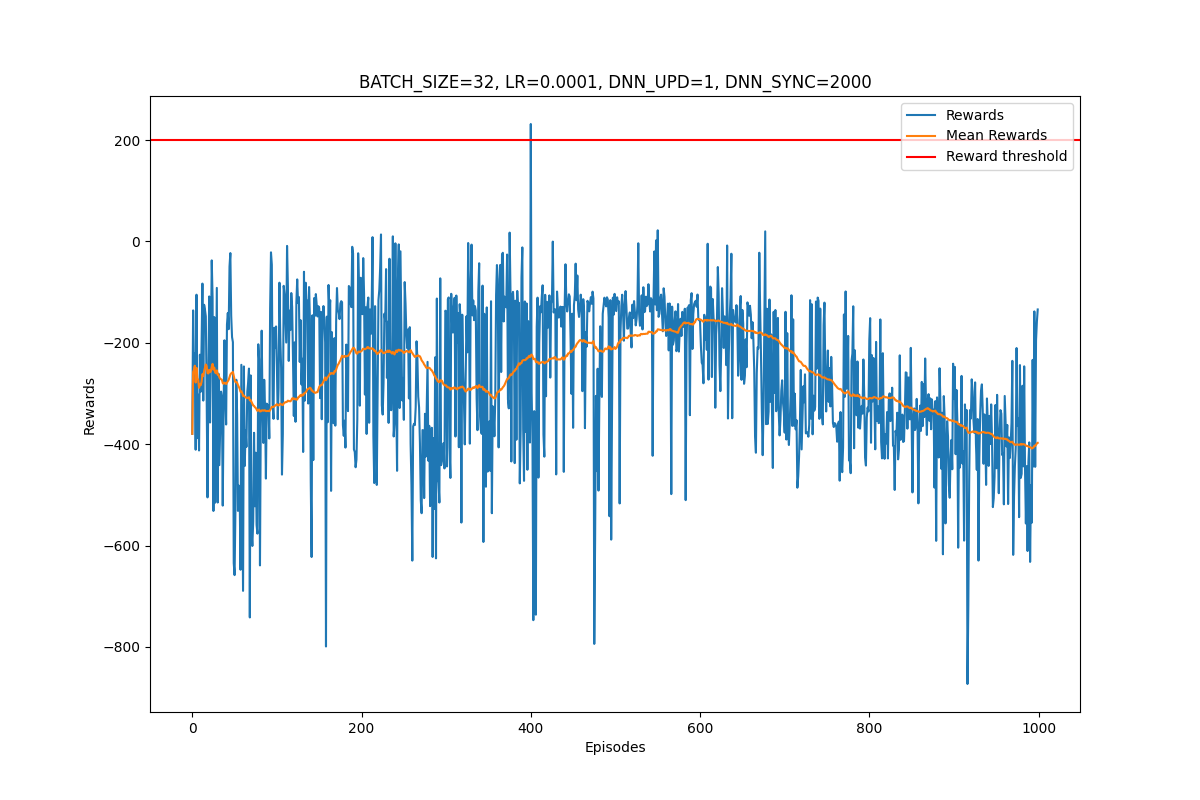 BATCH_SIZE=32, LR=0.0001, DNN_UPD=1, DNN_SYNC=2000
Rewards
Mean Rewards
Reward threshold
200
0
−200
−400
−600
−800
Rewards
0
200
400
600
800
1000
Episodes